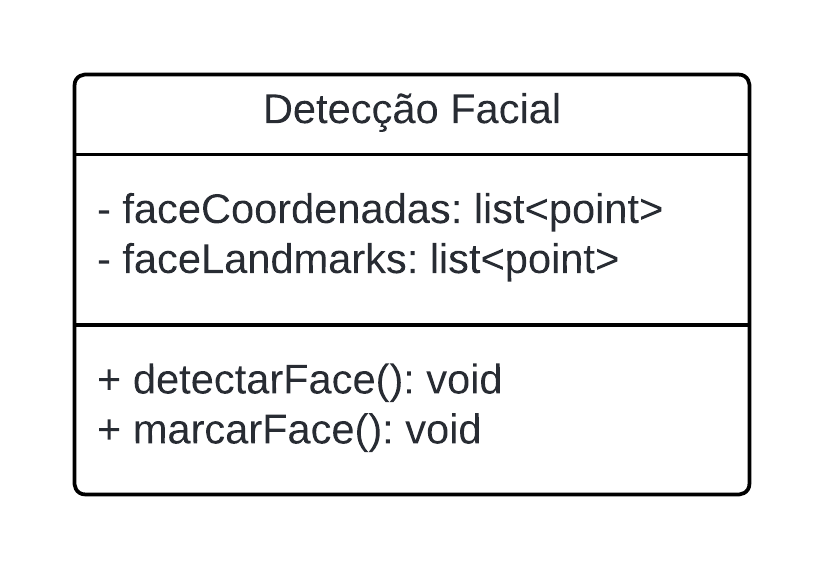 Detecção Facial
- faceCoordenadas: list<point>
- faceLandmarks: list<point>
+ detectarFace(): void
+ marcarFace(): void